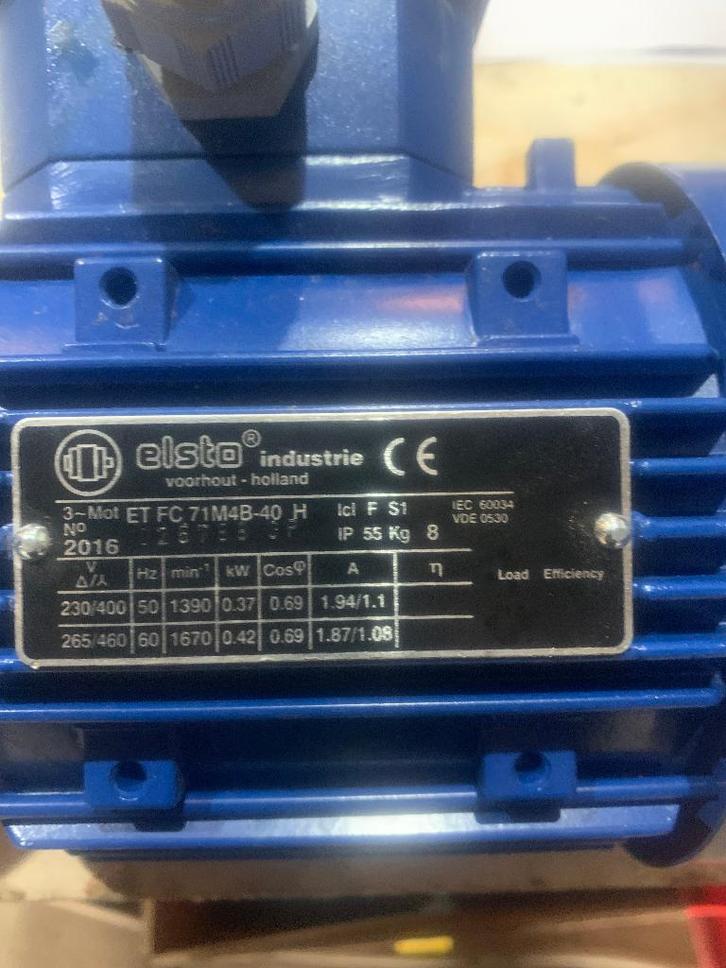 elsto® industrie CE
voorhout - holland
3~Mot ET FC 71M4B-40 H Icl F S1 IEC 60034
Nº IP 55 Kg 8 VDE 0530
2016
V Hz min⁻¹ kW Cosφ A η Load Efficiency
Δ/⅄
230/400 50 1390 0.37 0.69 1.94/1.1
265/460 60 1670 0.42 0.69 1.87/1.08